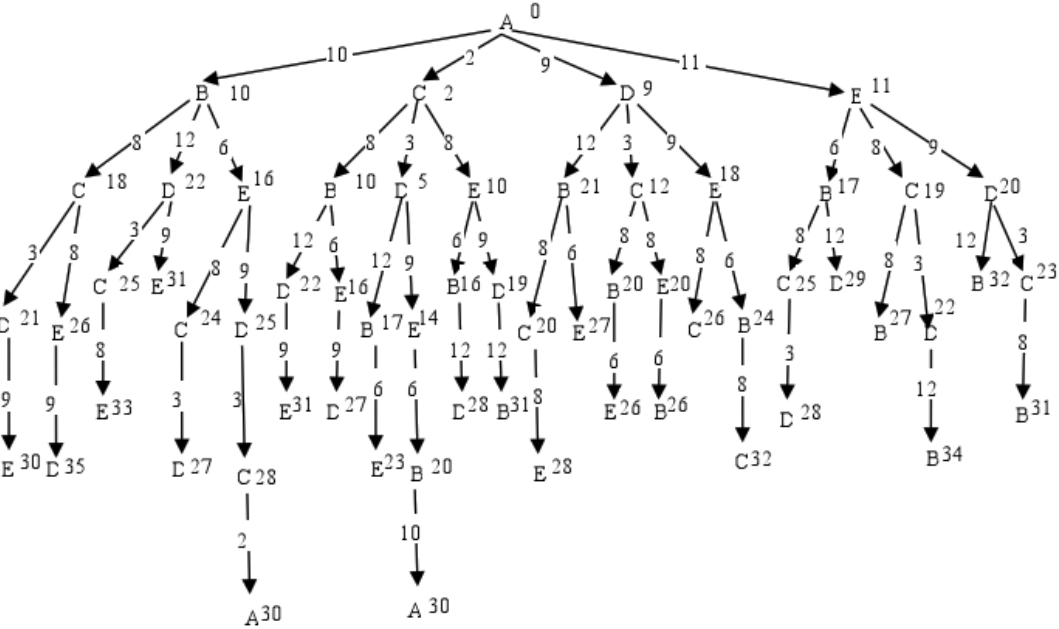 A 0
10 2 9 11
B 10 C 2 D 9 E 11
8 12 6 8 3 8 12 3 9 6 8 9
C 18 D 22 E 16 B 10 D 5 E 10 B 21 C 12 E 18 B 17 C 19 D 20
3 8 3 9 8 9 12 6 12 9 6 9 8 6 8 8 8 6 8 12 8 3 12 3
C 25 E 31 D 22 E 16 B 16 D 19 B 20 E 20 C 25 D 29 B 32 C 23
21 E 26 C 24 D 25 B 17 E 14 C 20 E 27 C 26 B 24 B 27 D 22
9 9 8 3 3 9 9 6 6 12 12 8 6 6 8 3 12 8
E 33 E 31 D 27 D 28 B 31 E 26 B 26 D 28 B 31
E 30 D 35 D 27 C 28 E 23 B 20 E 28 C 32 B 34
2 10
A 30 A 30